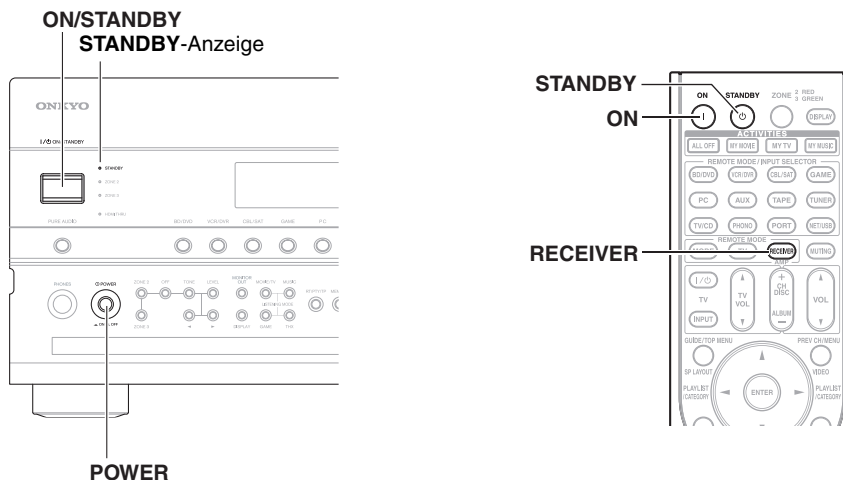 ON/STANDBY
STANDBY-Anzeige
ONKYO
I/⏻ ON/STANDBY
STANDBY
ZONE 2
ZONE 3
HDMI THRU
PURE AUDIO
BD/DVD VCR/DVR CBL/SAT GAME PC
PHONES
POWER
ON OFF
ZONE 2 OFF TONE LEVEL MONITOR OUT MOVIE/TV MUSIC
LISTENING MODE
ZONE 3 DISPLAY GAME THX
POWER
STANDBY
ON
RECEIVER
ON STANDBY ZONE 2 RED
3 GREEN
DISPLAY
ACTIVITIES
ALL OFF MY MOVIE MY TV MY MUSIC
REMOTE MODE/INPUT SELECTOR
BD/DVD VCR/DVR CBL/SAT GAME
PC AUX TAPE TUNER
TV/CD PHONO PORT NET/USB
REMOTE MODE
MODE RECEIVER MUTING
AMP
I/⏻
TV
INPUT
TV VOL
+
CH
DISC
ALBUM
–
VOL
GUIDE/TOP MENU PREV CH/MENU
SP LAYOUT VIDEO
PLAYLIST
/CATEGORY
ENTER
PLAYLIST
/CATEGORY